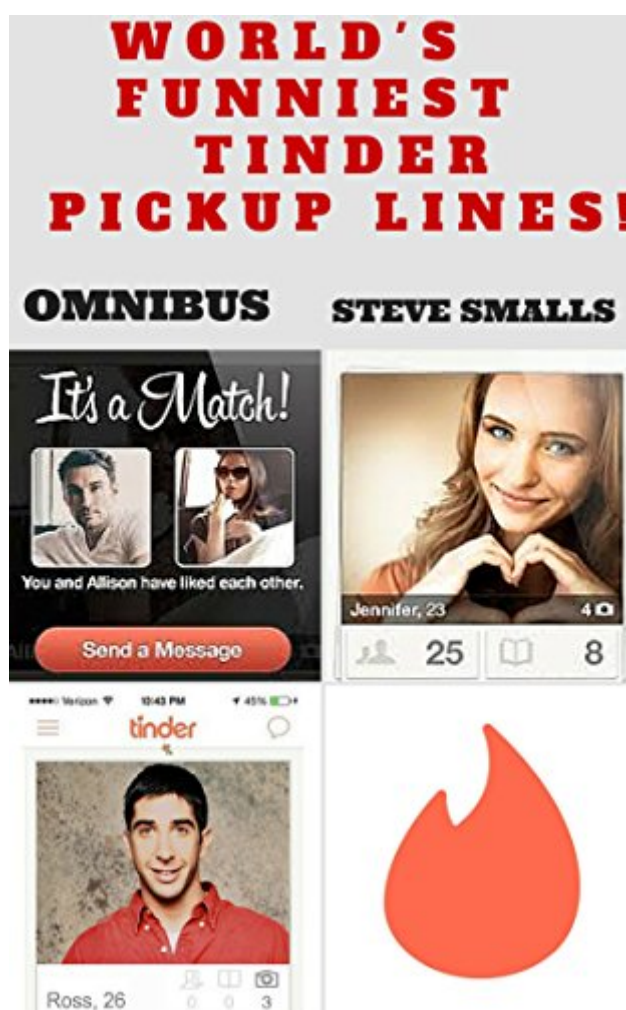 WORLD'S
FUNNIEST
TINDER
PICKUP LINES!
OMNIBUS
STEVE SMALLS
It's a Match!
You and Allison have liked each other.
Send a Message
Jennifer, 23
4
25
8
Verizon
10:43 PM
45%
tinder
Ross, 26
0
0
3